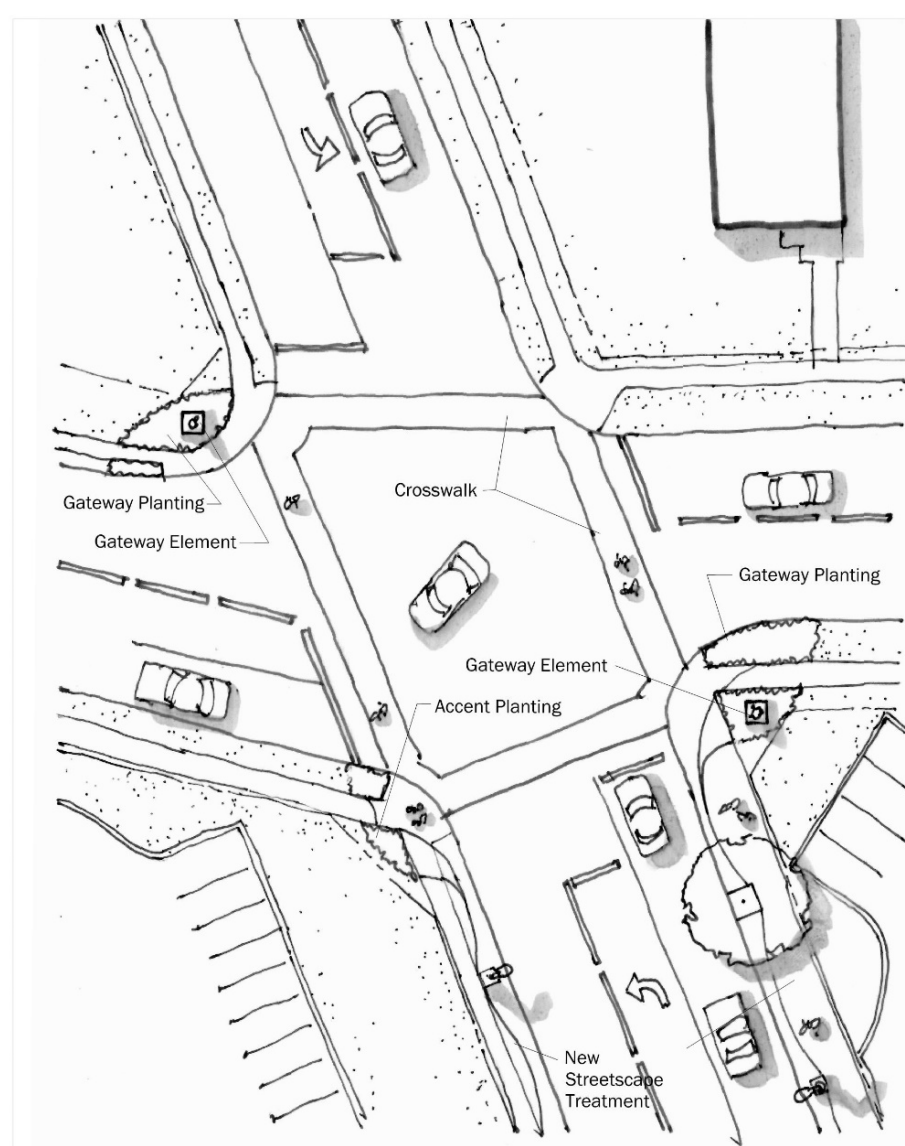 Gateway Planting
Gateway Element
Crosswalk
Gateway Planting
Gateway Element
Accent Planting
New
Streetscape
Treatment